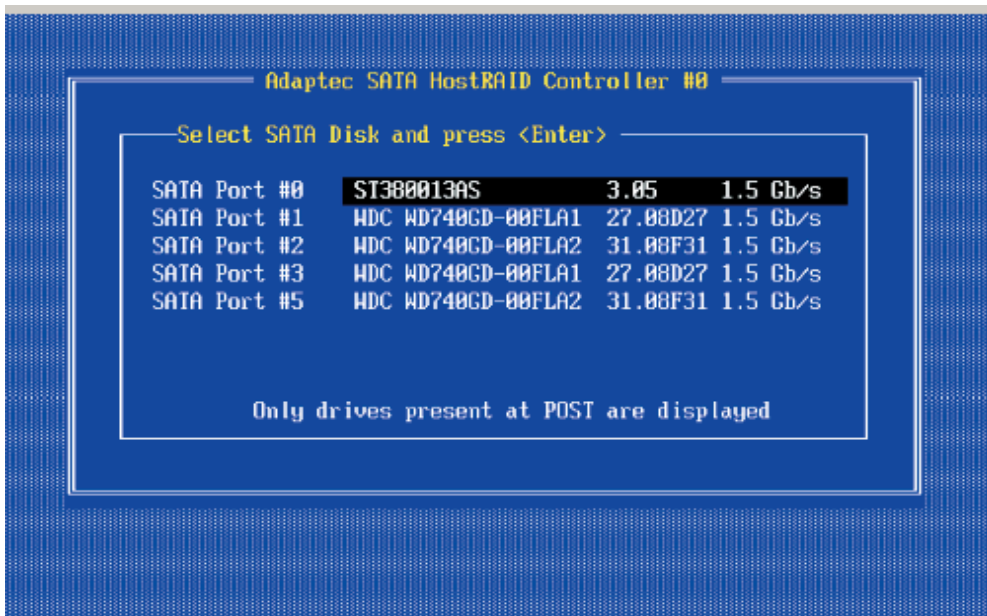 Adaptec SATA HostRAID Controller #0
Select SATA Disk and press <Enter>
SATA Port #0 ST380013AS 3.05 1.5 Gb/s
SATA Port #1 WDC WD740GD-00FLA1 27.08D27 1.5 Gb/s
SATA Port #2 WDC WD740GD-00FLA2 31.08F31 1.5 Gb/s
SATA Port #3 WDC WD740GD-00FLA1 27.08D27 1.5 Gb/s
SATA Port #5 WDC WD740GD-00FLA2 31.08F31 1.5 Gb/s
Only drives present at POST are displayed